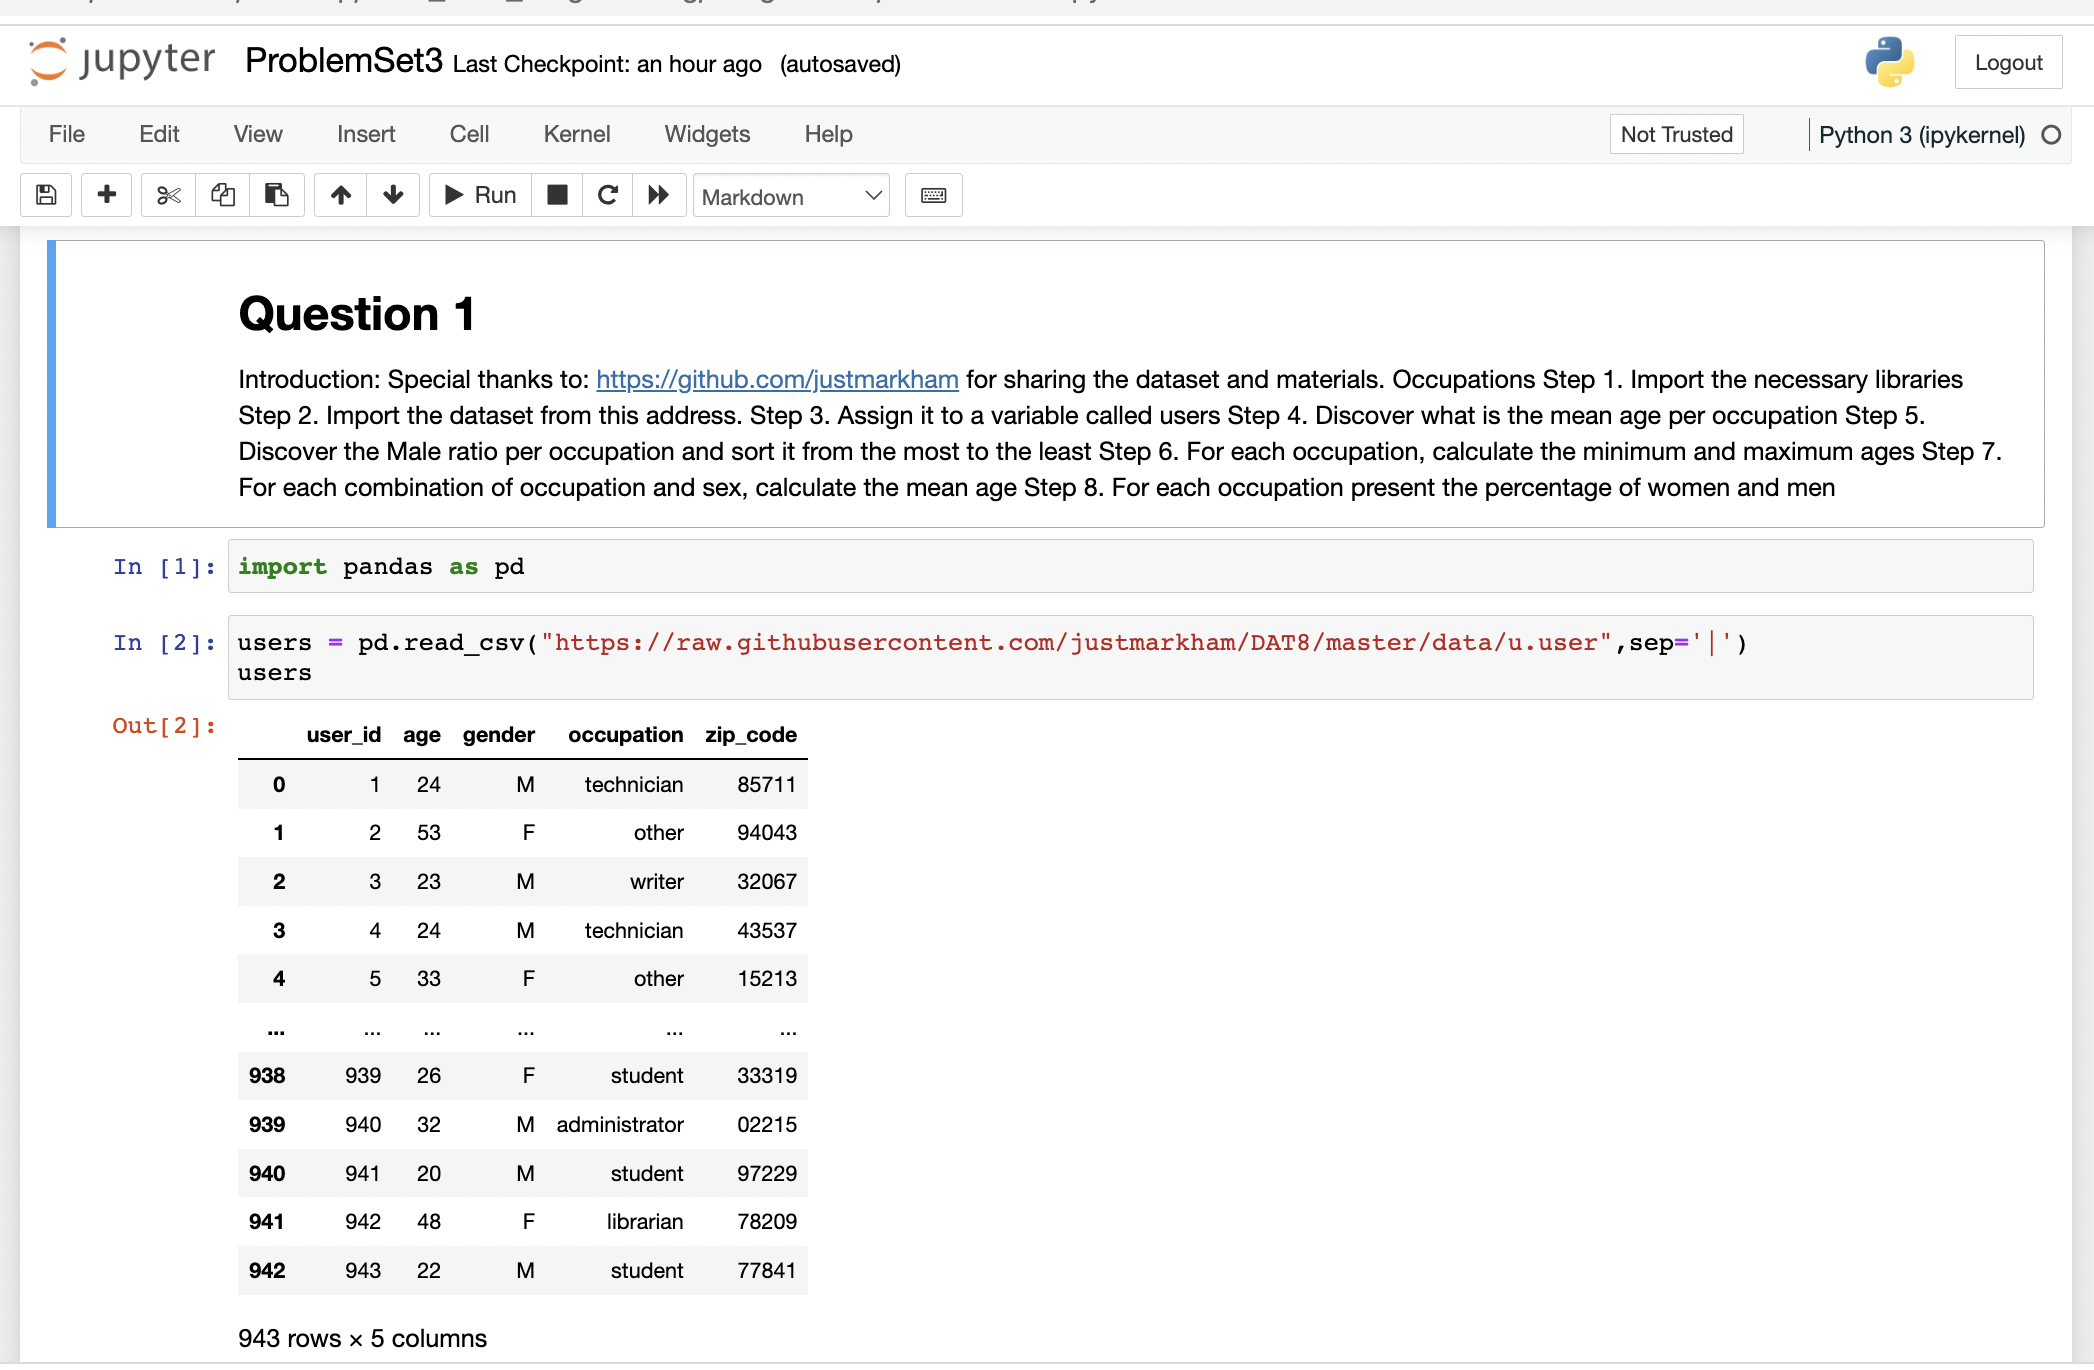 jupyter ProblemSet3 Last Checkpoint: an hour ago (autosaved) Logout
File Edit View Insert Cell Kernel Widgets Help Not Trusted Python 3 (ipykernel)
Run Markdown
Question 1
Introduction: Special thanks to: https://github.com/justmarkham for sharing the dataset and materials. Occupations Step 1. Import the necessary libraries
Step 2. Import the dataset from this address. Step 3. Assign it to a variable called users Step 4. Discover what is the mean age per occupation Step 5.
Discover the Male ratio per occupation and sort it from the most to the least Step 6. For each occupation, calculate the minimum and maximum ages Step 7.
For each combination of occupation and sex, calculate the mean age Step 8. For each occupation present the percentage of women and men
In [1]: import pandas as pd
In [2]: users = pd.read_csv("https://raw.githubusercontent.com/justmarkham/DAT8/master/data/u.user",sep='|')
users
Out[2]:
user_id age gender occupation zip_code
0 1 24 M technician 85711
1 2 53 F other 94043
2 3 23 M writer 32067
3 4 24 M technician 43537
4 5 33 F other 15213
... ... ... ... ... ...
938 939 26 F student 33319
939 940 32 M administrator 02215
940 941 20 M student 97229
941 942 48 F librarian 78209
942 943 22 M student 77841
943 rows × 5 columns